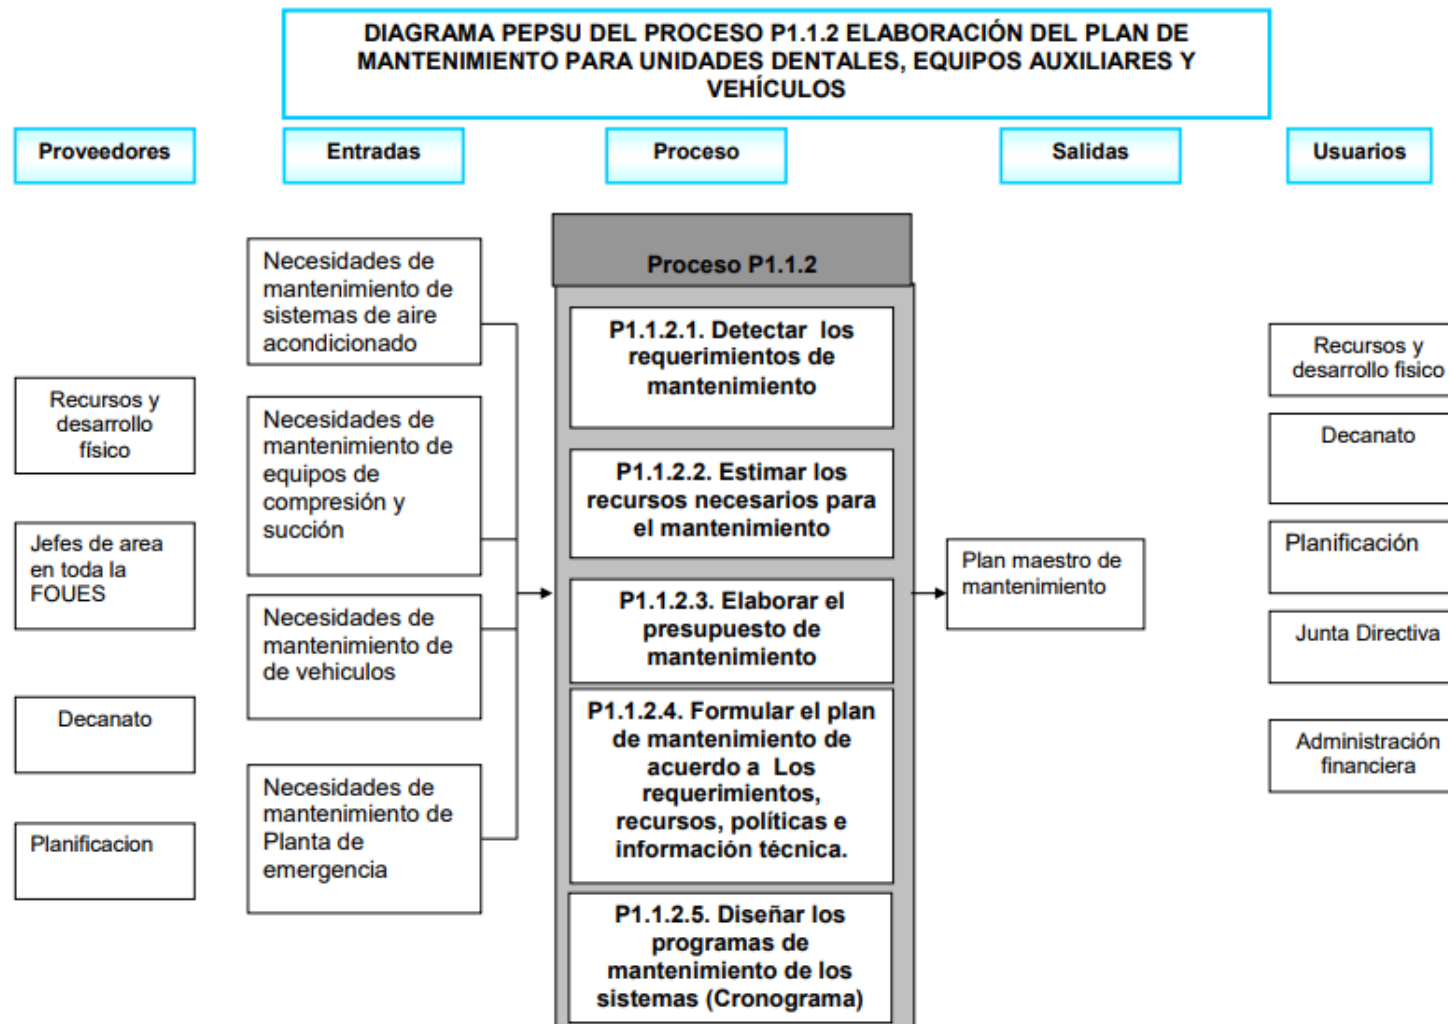 DIAGRAMA PEPSU DEL PROCESO P1.1.2 ELABORACIÓN DEL PLAN DE
MANTENIMIENTO PARA UNIDADES DENTALES, EQUIPOS AUXILIARES Y
VEHÍCULOS
Proveedores
Entradas
Proceso
Salidas
Usuarios
Recursos y
desarrollo
físico
Jefes de area
en toda la
FOUES
Decanato
Planificacion
Necesidades de
mantenimiento de
sistemas de aire
acondicionado
Necesidades de
mantenimiento de
equipos de
compresión y
succión
Necesidades de
mantenimiento de
de vehiculos
Necesidades de
mantenimiento de
Planta de
emergencia
Proceso P1.1.2
P1.1.2.1. Detectar los
requerimientos de
mantenimiento
P1.1.2.2. Estimar los
recursos necesarios para
el mantenimiento
P1.1.2.3. Elaborar el
presupuesto de
mantenimiento
P1.1.2.4. Formular el plan
de mantenimiento de
acuerdo a Los
requerimientos,
recursos, políticas e
información técnica.
P1.1.2.5. Diseñar los
programas de
mantenimiento de los
sistemas (Cronograma)
Plan maestro de
mantenimiento
Recursos y
desarrollo fisico
Decanato
Planificación
Junta Directiva
Administración
financiera